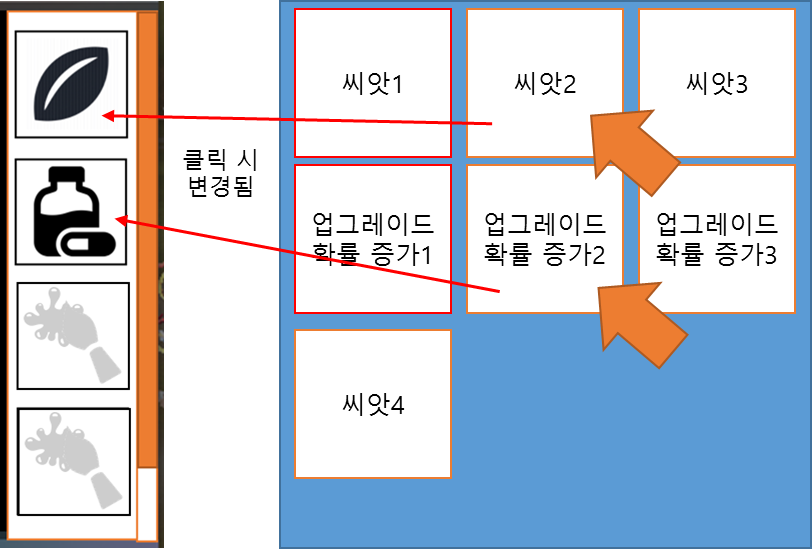 씨앗1
씨앗2
씨앗3
클릭 시
변경됨
업그레이드
확률 증가1
업그레이드
확률 증가2
업그레이드
확률 증가3
씨앗4